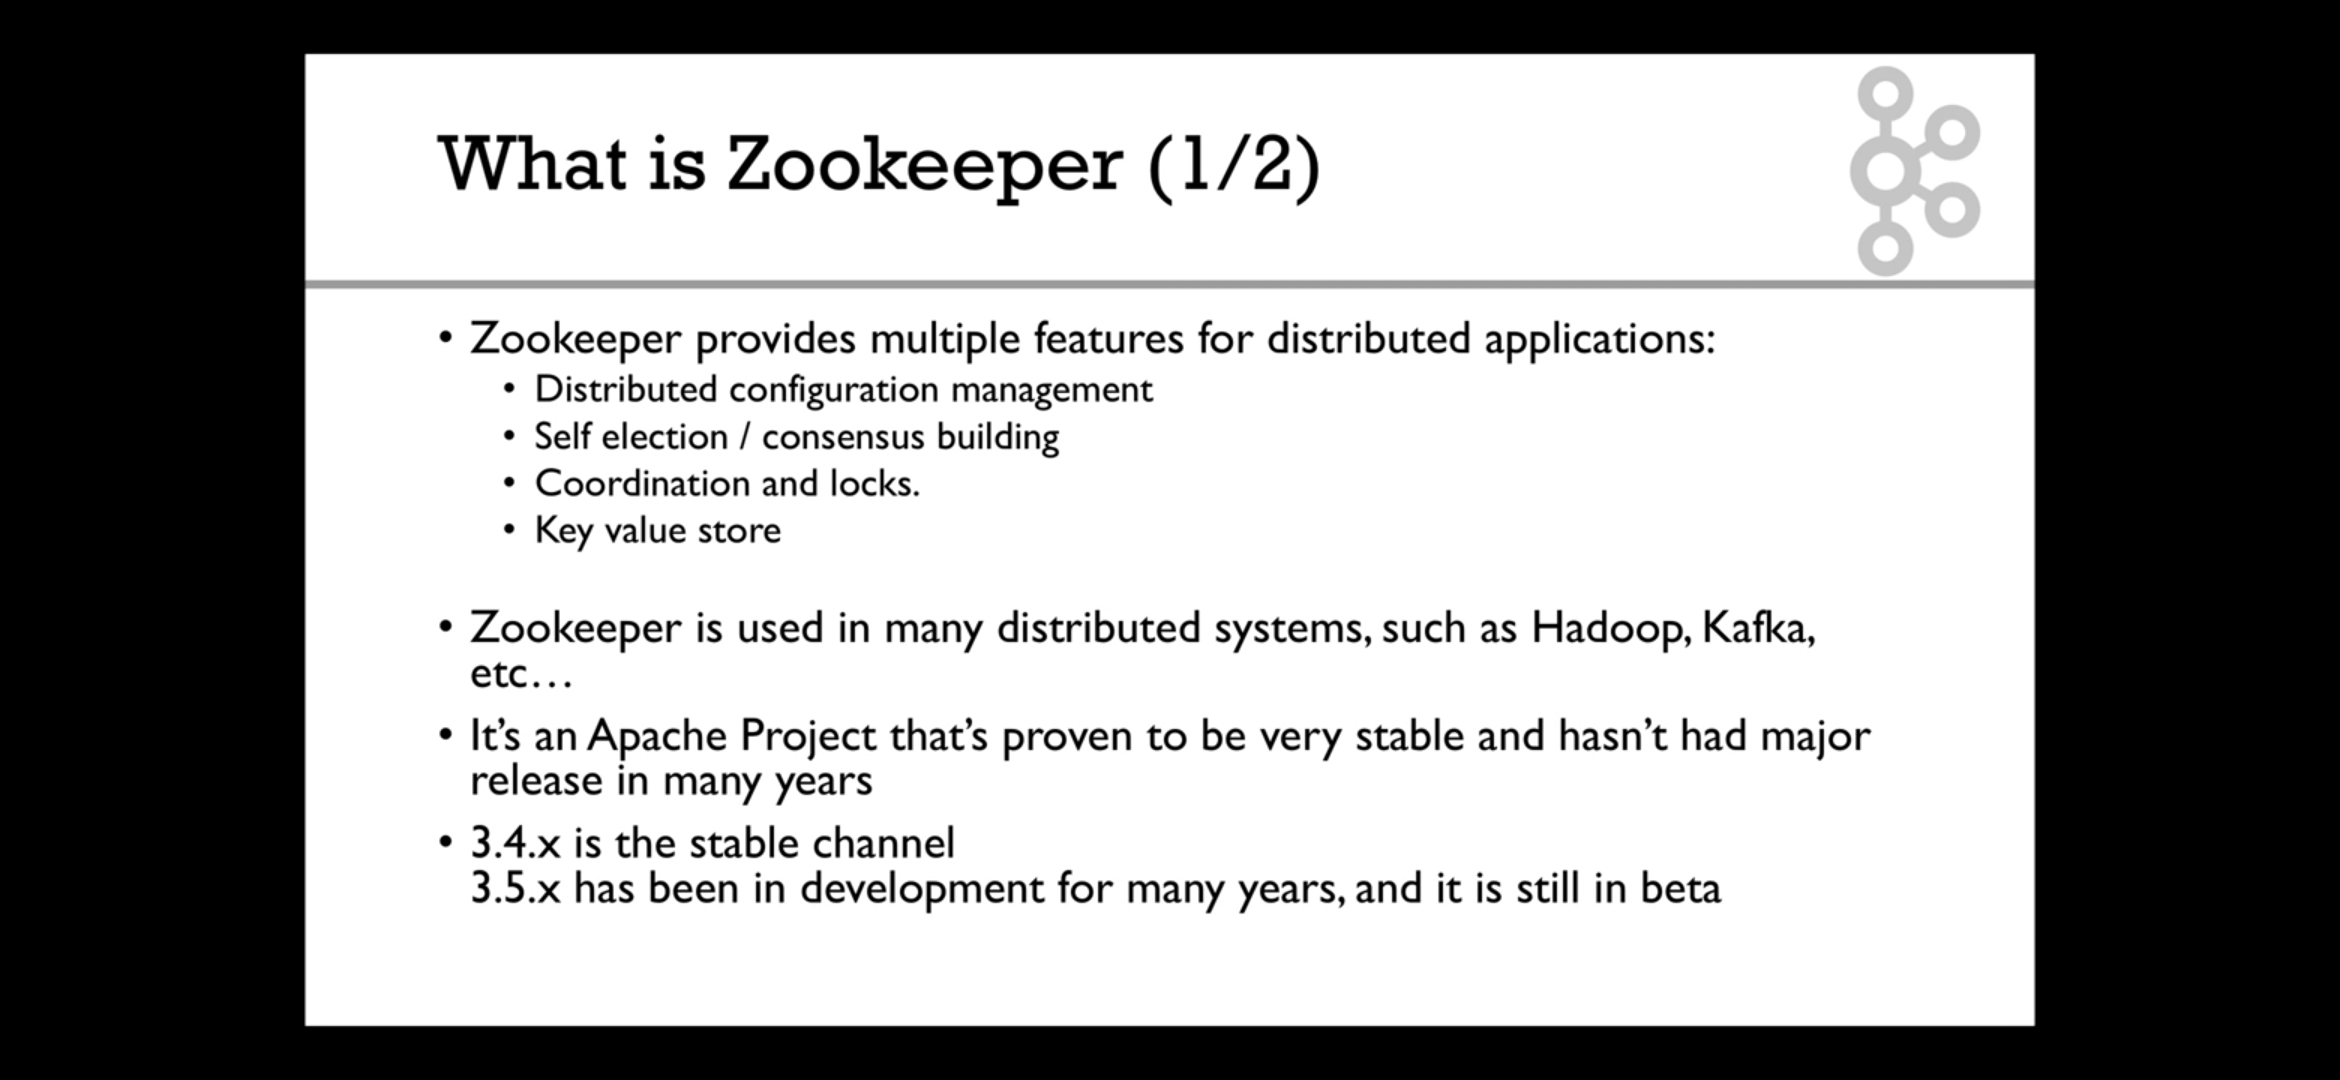 What is Zookeeper (1/2)
• Zookeeper provides multiple features for distributed applications:
• Distributed configuration management
• Self election / consensus building
• Coordination and locks.
• Key value store
• Zookeeper is used in many distributed systems, such as Hadoop, Kafka,
etc…
• It’s an Apache Project that’s proven to be very stable and hasn’t had major
release in many years
• 3.4.x is the stable channel
3.5.x has been in development for many years, and it is still in beta